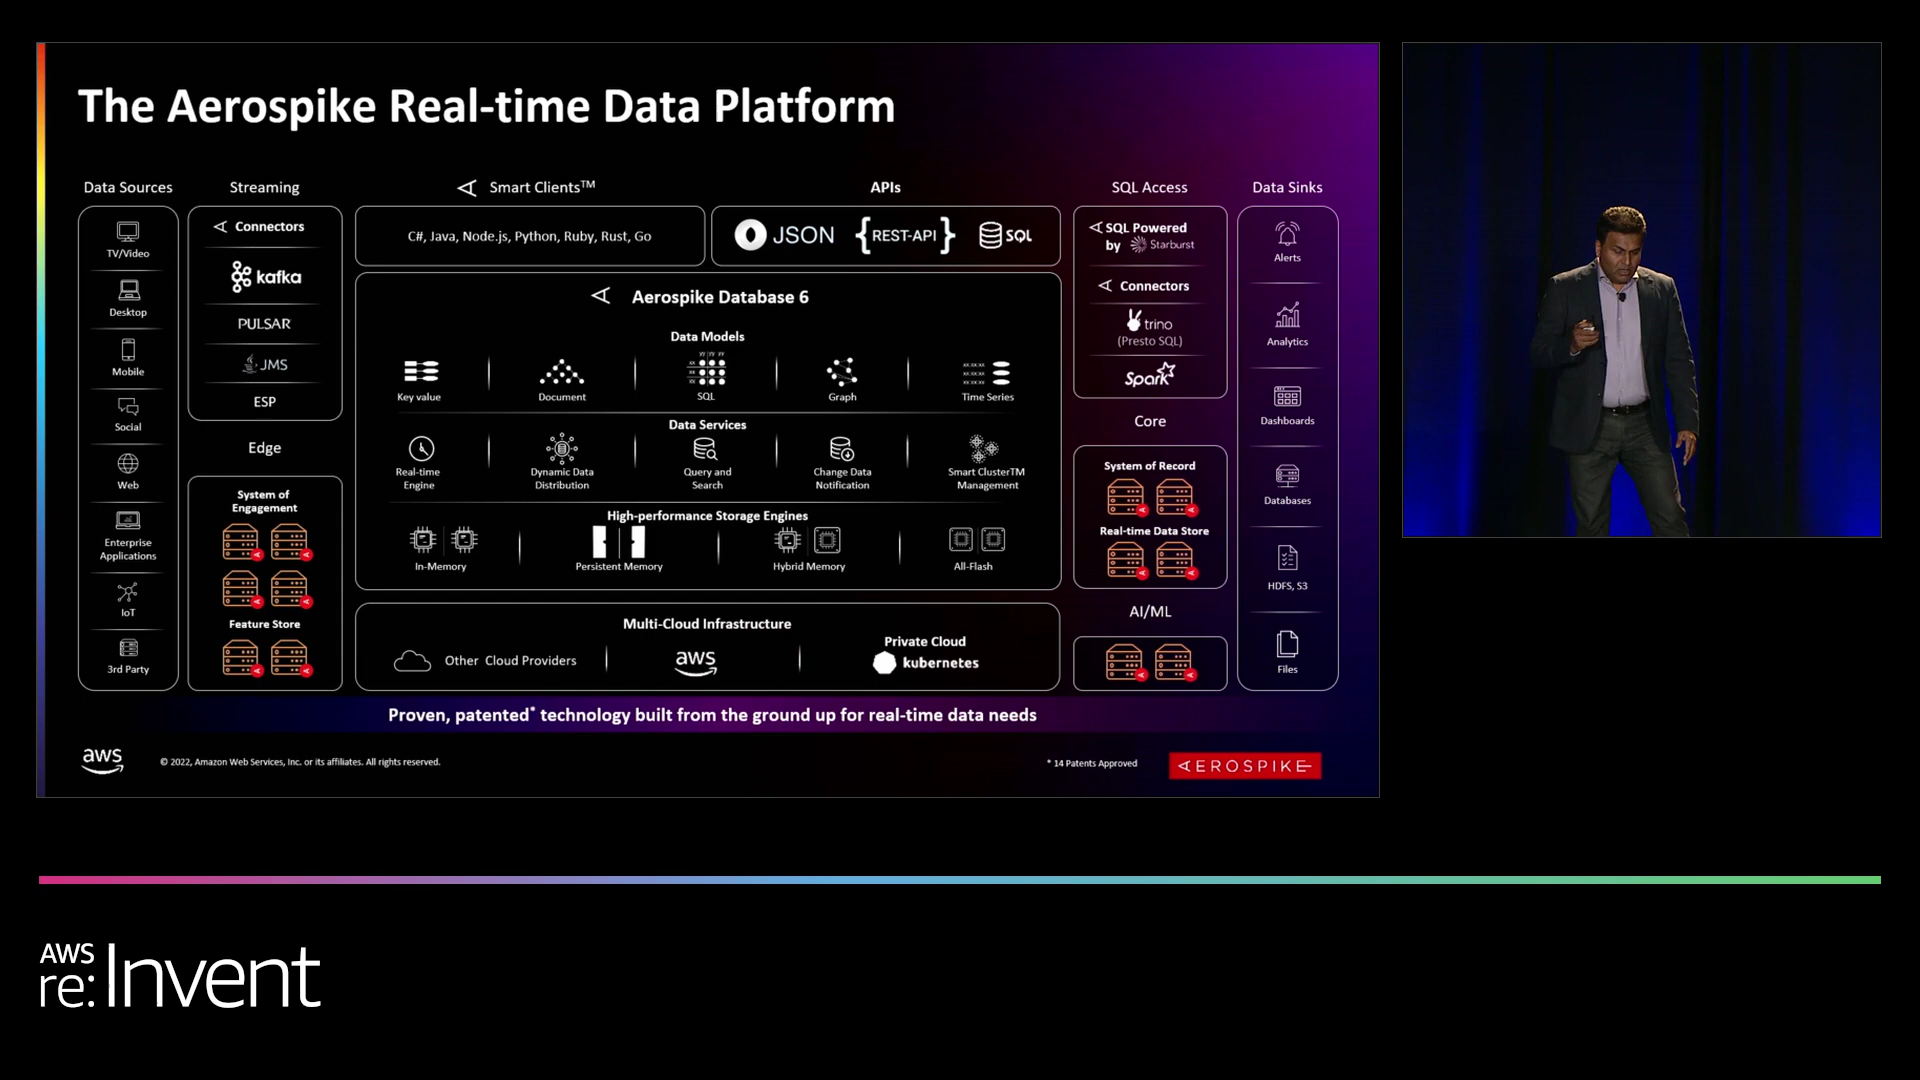 The Aerospike Real-time Data Platform
Data Sources
TV/Video
Desktop
Mobile
Social
Web
Enterprise
Applications
IoT
3rd Party
Streaming
Connectors
kafka
PULSAR
JMS
ESP
Edge
System of
Engagement
Feature Store
Smart Clients™
C#, Java, Node.js, Python, Ruby, Rust, Go
APIs
JSON
{REST-API}
SQL
Aerospike Database 6
Data Models
Key value
Document
SQL
Graph
Time Series
Data Services
Real-time
Engine
Dynamic Data
Distribution
Query and
Search
Change Data
Notification
Smart Cluster™
Management
High-performance Storage Engines
In-Memory
Persistent Memory
Hybrid Memory
All-Flash
Multi-Cloud Infrastructure
Other Cloud Providers
aws
Private Cloud
kubernetes
SQL Access
SQL Powered
by Starburst
Connectors
trino
(Presto SQL)
Spark
Core
System of Record
Real-time Data Store
AI/ML
Data Sinks
Alerts
Analytics
Dashboards
Databases
HDFS, S3
Files
Proven, patented* technology built from the ground up for real-time data needs
aws
© 2022, Amazon Web Services, Inc. or its affiliates. All rights reserved.
* 14 Patents Approved
AEROSPIKE
AWS
re:Invent